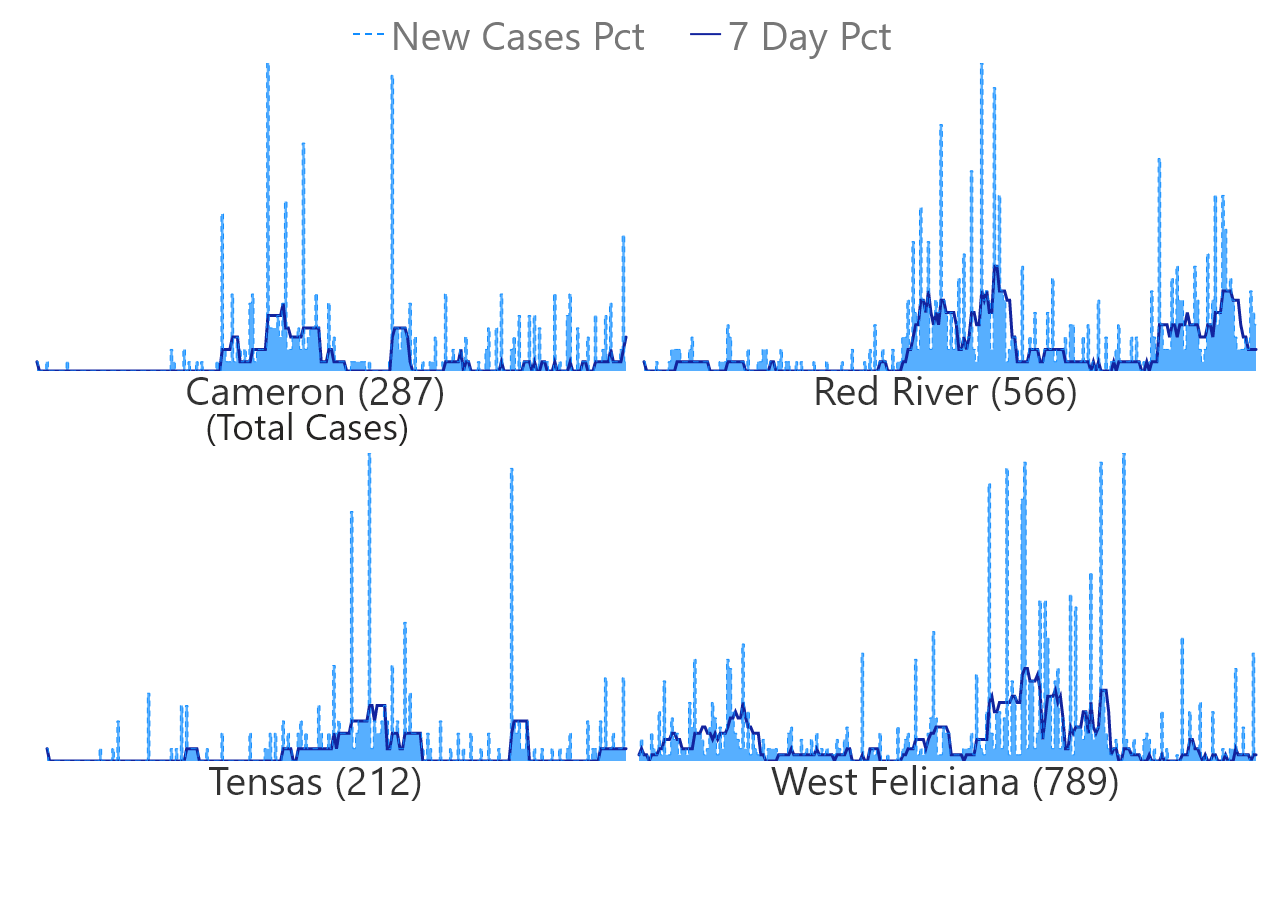 New Cases Pct 7 Day Pct
Cameron (287) Red River (566)
(Total Cases)
Tensas (212) West Feliciana (789)